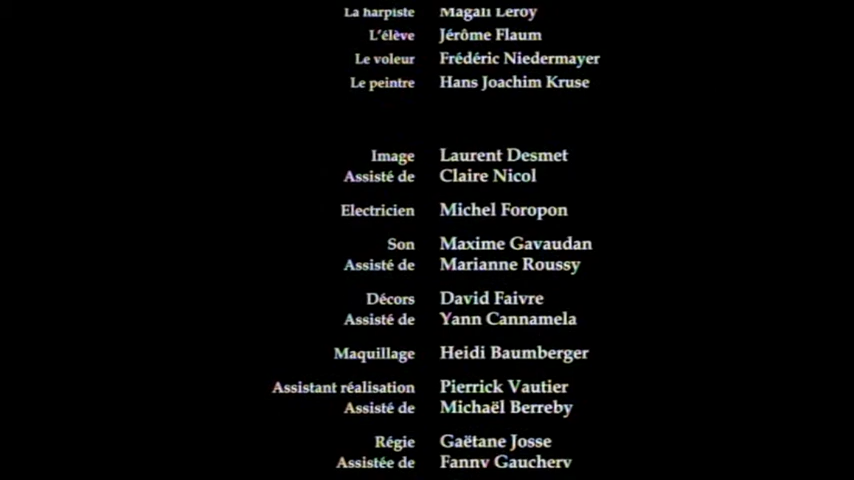 La harpiste Magali Leroy
L'élève Jérôme Flaum
Le voleur Frédéric Niedermayer
Le peintre Hans Joachim Kruse
Image Laurent Desmet
Assisté de Claire Nicol
Electricien Michel Foropon
Son Maxime Gavaudan
Assisté de Marianne Roussy
Décors David Faivre
Assisté de Yann Cannamela
Maquillage Heidi Baumberger
Assistant réalisation Pierrick Vautier
Assisté de Michaël Berreby
Régie Gaëtane Josse
Assistée de Fanny Gauchery